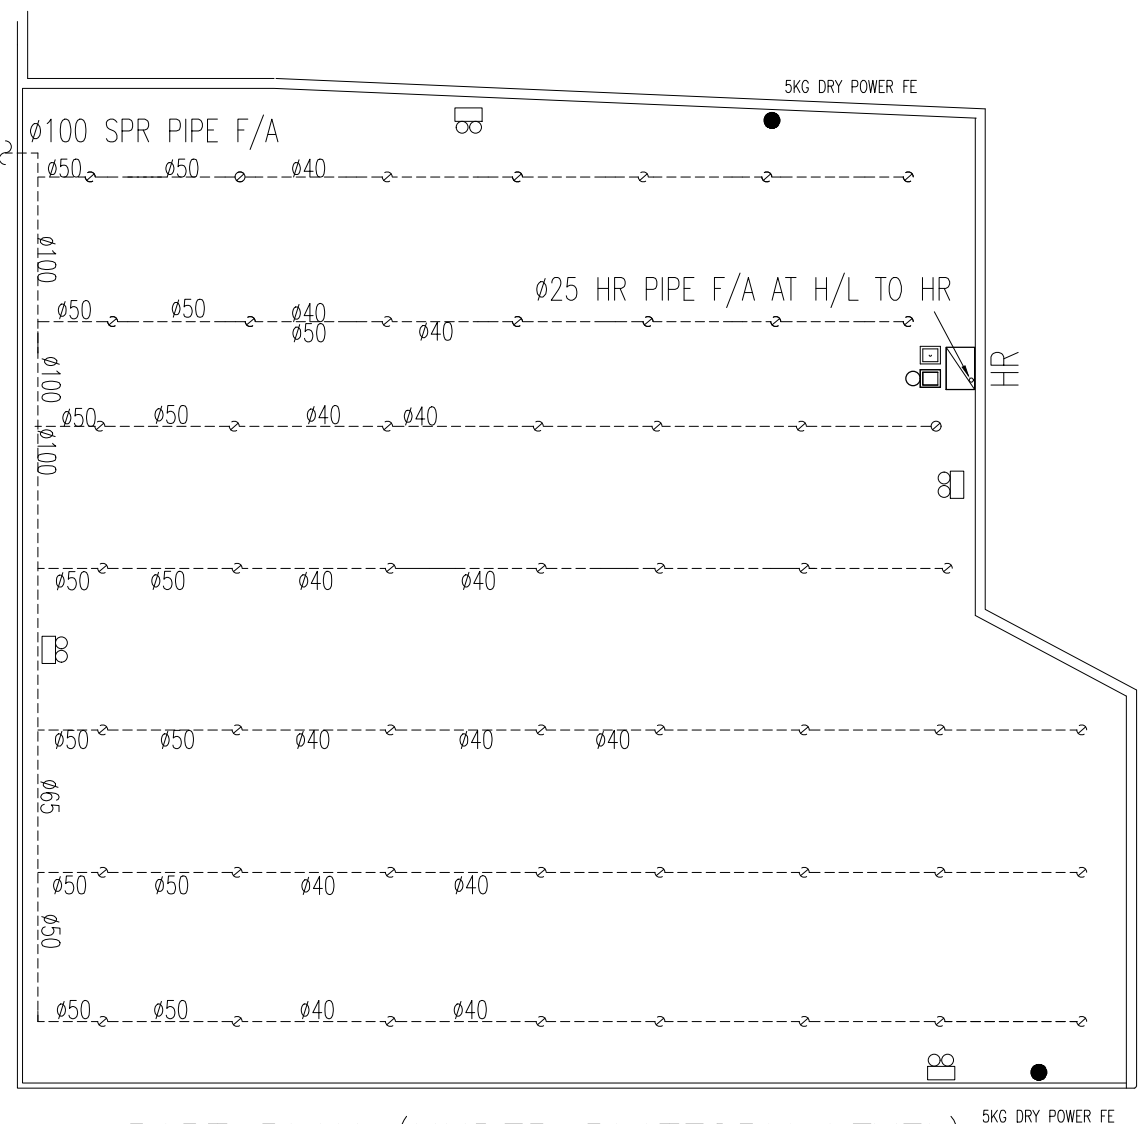 5KG DRY POWER FE
ø100 SPR PIPE F/A
ø50 ø50 ø40
ø100
ø25 HR PIPE F/A AT H/L TO HR
ø50 ø50 ø40
ø50 ø40
HR
ø100
ø50 ø50 ø40 ø40
ø100
ø50 ø50 ø40 ø40
ø50 ø50 ø40 ø40 ø40
ø65
ø50 ø50 ø40 ø40
ø50
ø50 ø50 ø40 ø40
5KG DRY POWER FE